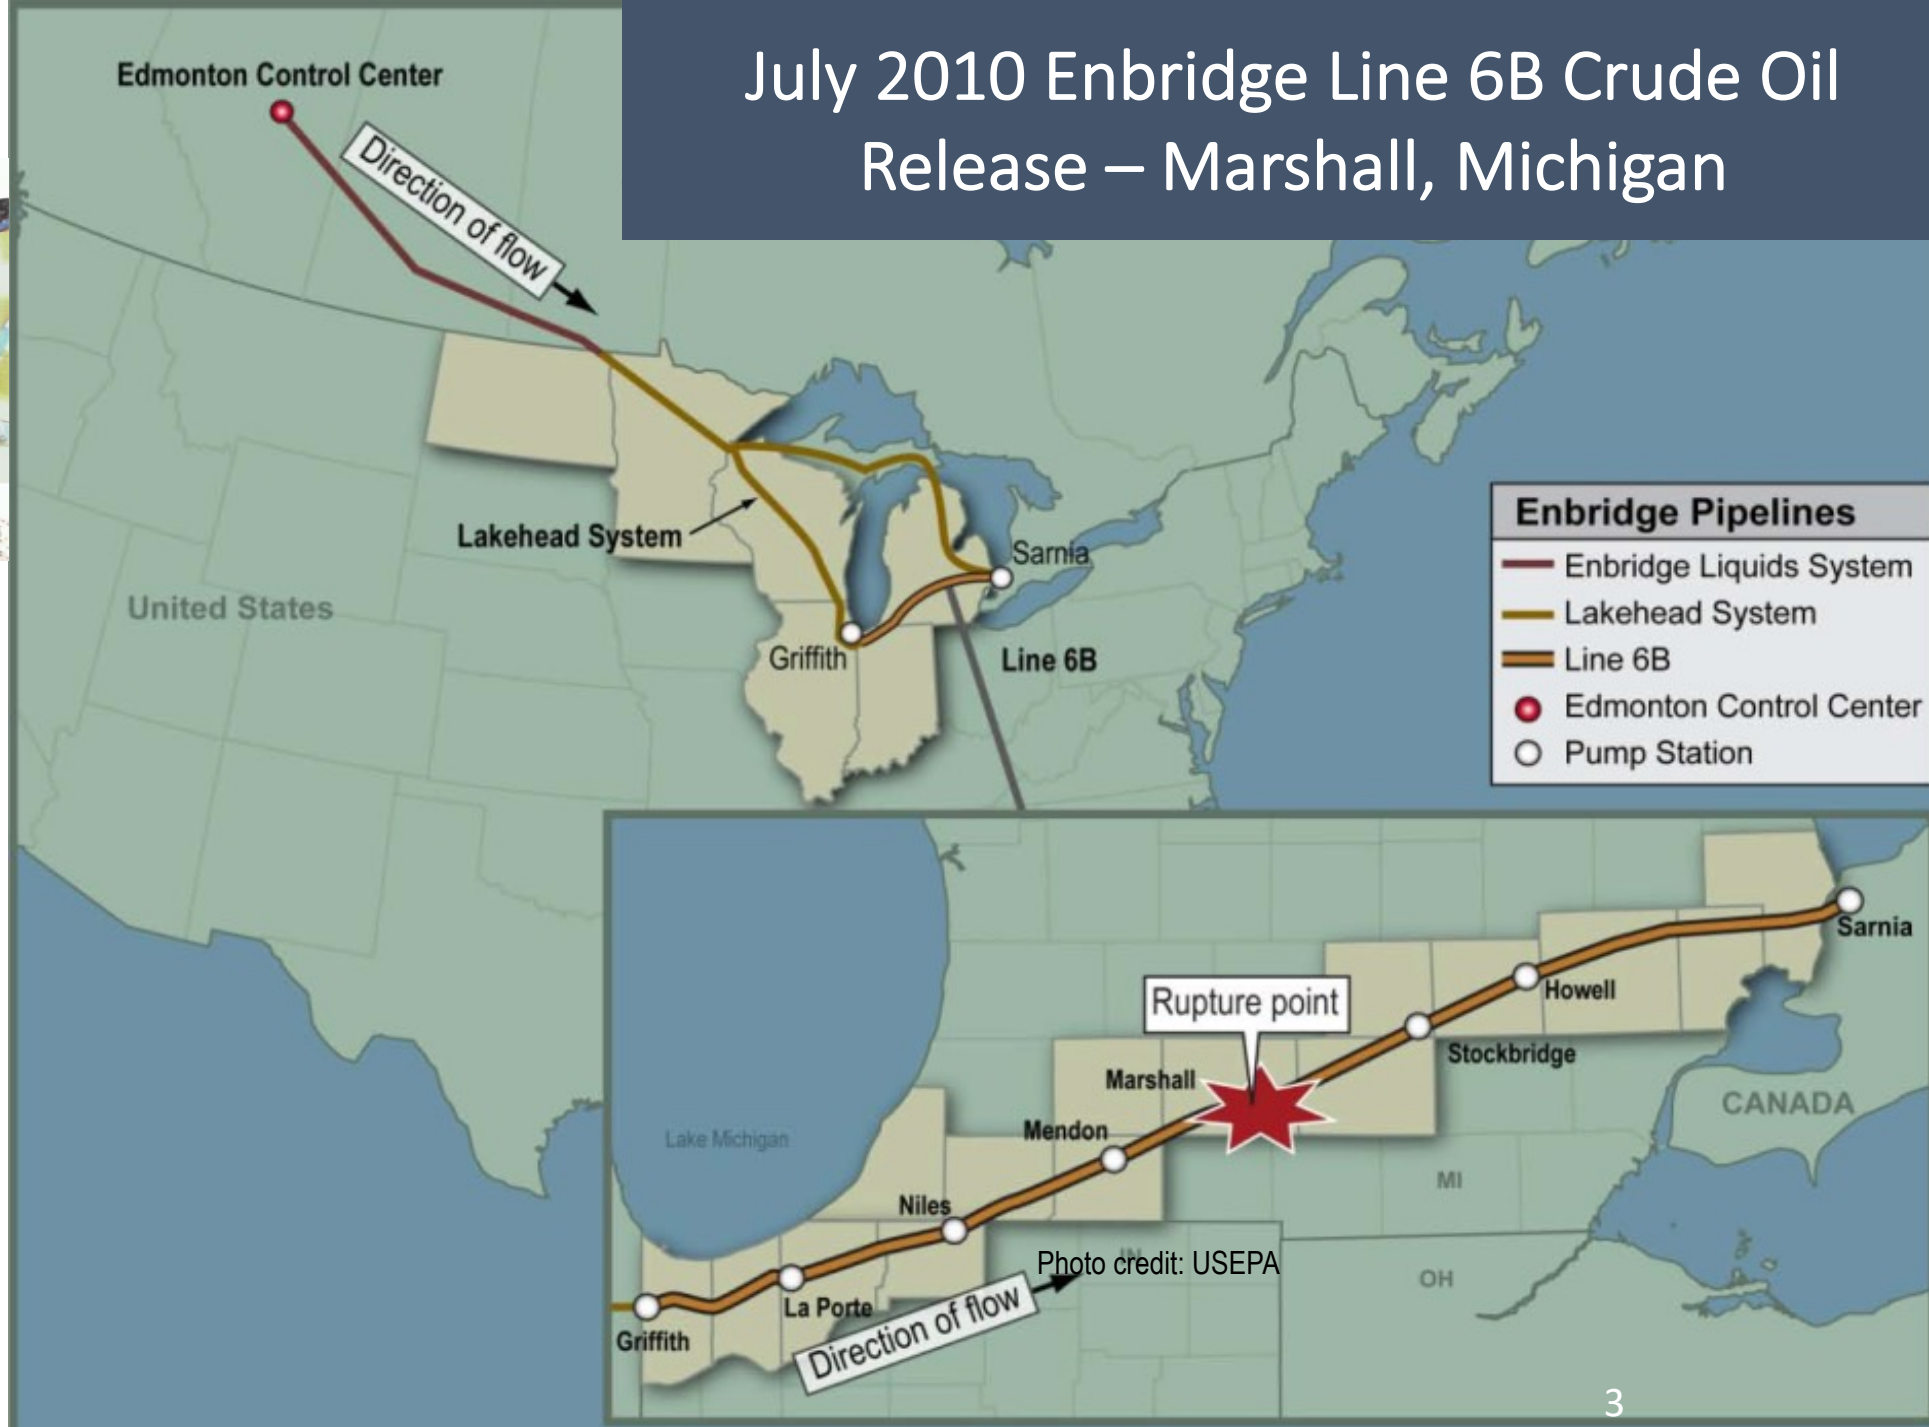 July 2010 Enbridge Line 6B Crude Oil
Release – Marshall, Michigan
Edmonton Control Center
Direction of flow
Lakehead System
United States
Sarnia
Griffith
Line 6B
Enbridge Pipelines
Enbridge Liquids System
Lakehead System
Line 6B
Edmonton Control Center
Pump Station
Sarnia
Howell
Rupture point
Stockbridge
Marshall
CANADA
Lake Michigan
Mendon
MI
Niles
IN
Photo credit: USEPA
OH
La Porte
Direction of flow
Griffith
3